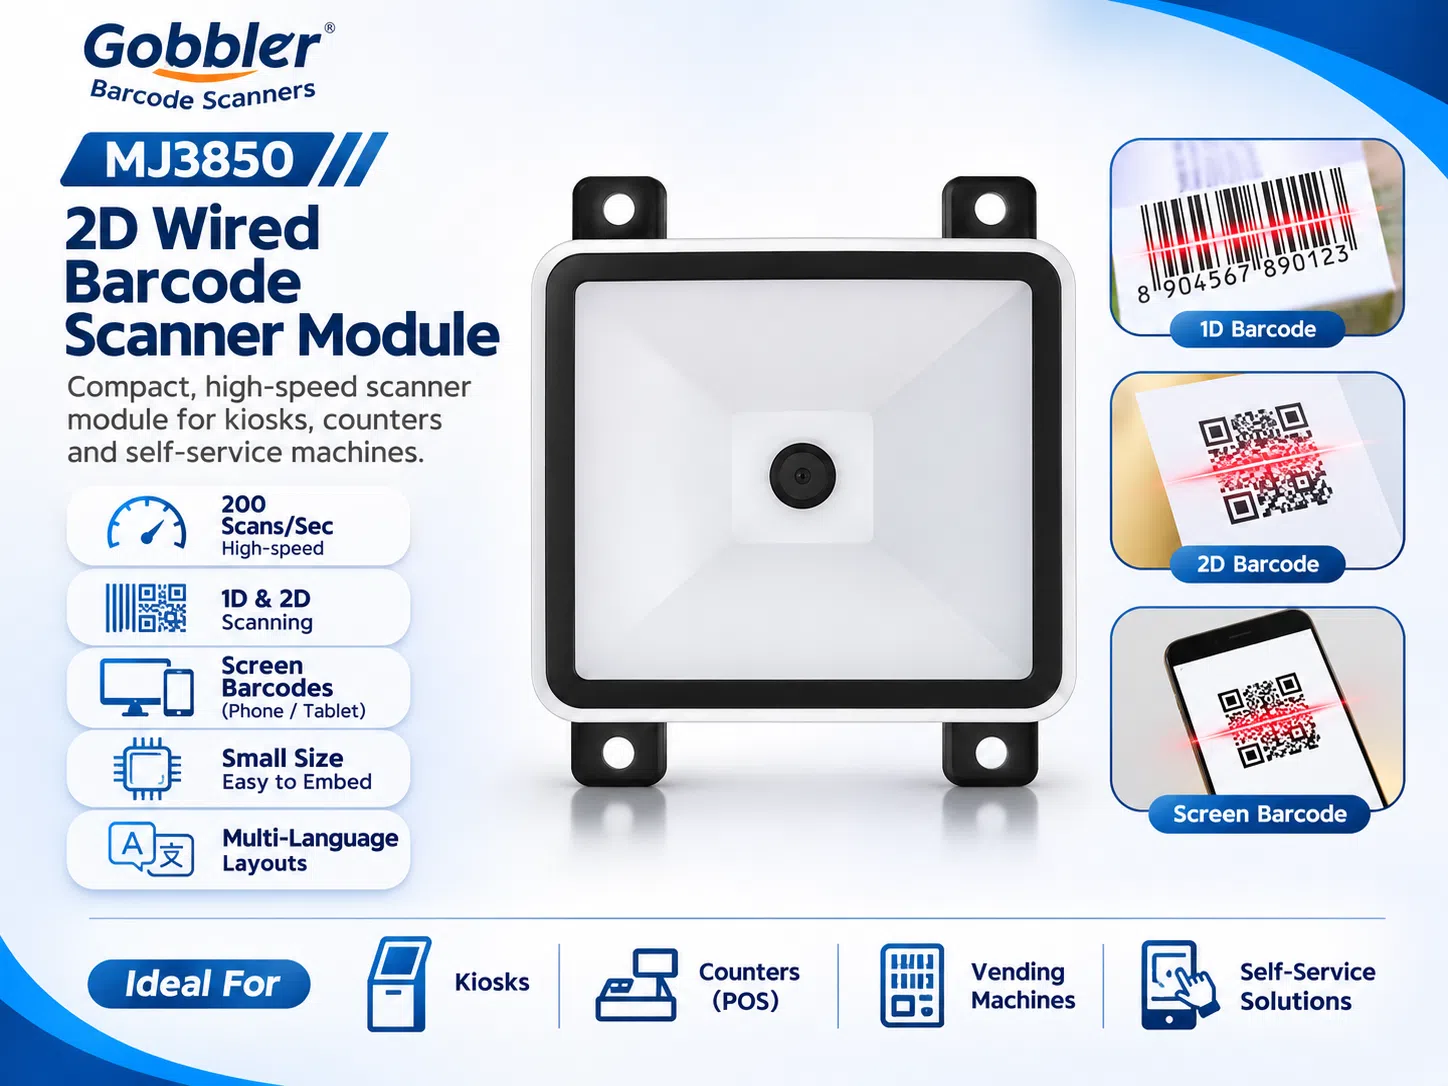 Gobbler®
Barcode Scanners
MJ3850
2D Wired
Barcode
Scanner Module
Compact, high-speed scanner
module for kiosks, counters
and self-service machines.
200
Scans/Sec
High-speed
1D & 2D
Scanning
Screen
Barcodes
(Phone / Tablet)
Small Size
Easy to Embed
A 文
Multi-Language
Layouts
8 904567 890123
1D Barcode
2D Barcode
Screen Barcode
Ideal For
Kiosks
Counters
(POS)
Vending
Machines
Self-Service
Solutions